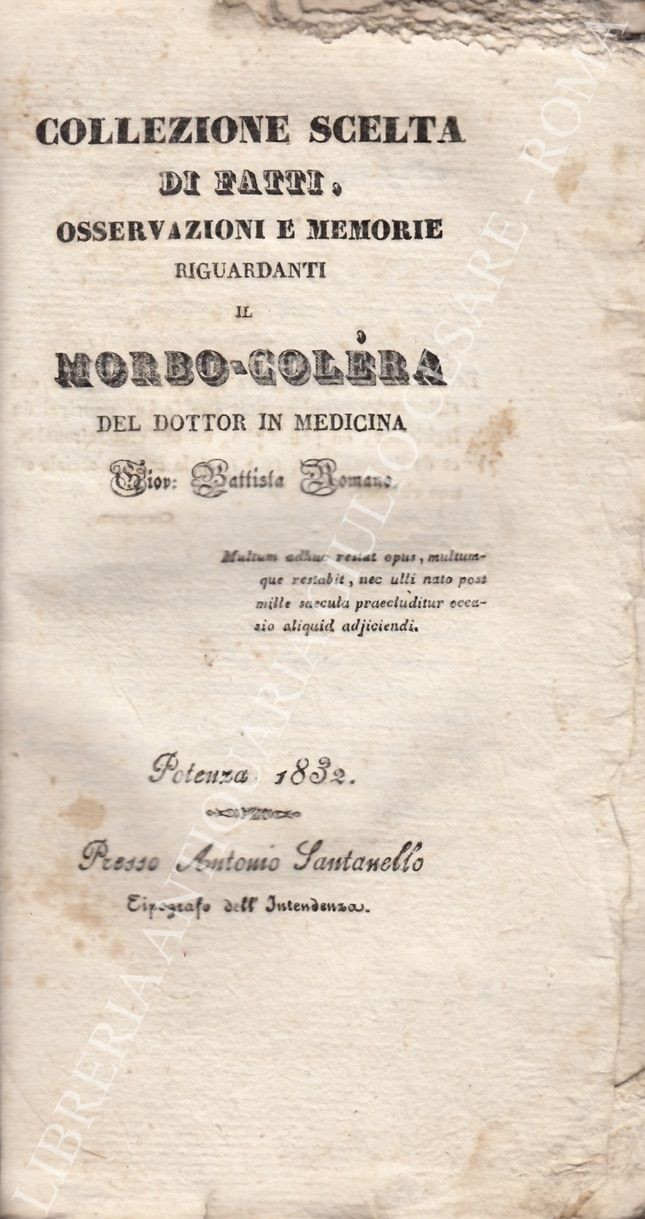 COLLEZIONE SCELTA
DI FATTI,
OSSERVAZIONI E MEMORIE
RIGUARDANTI
IL
MORBO-COLÈRA
DEL DOTTOR IN MEDICINA
Giov: Battista Romano.
Multum adhuc restat opus, multum-
que restabit, nec ulli nato post
mille saecula praecluditur occa-
sio aliquid adjiciendi.
Potenza 1832.
Presso Antonio Santanello
Tipografo dell' Intendenza.
LIBRERIA ANTIQUARIA GIULIO CESARE - ROMA